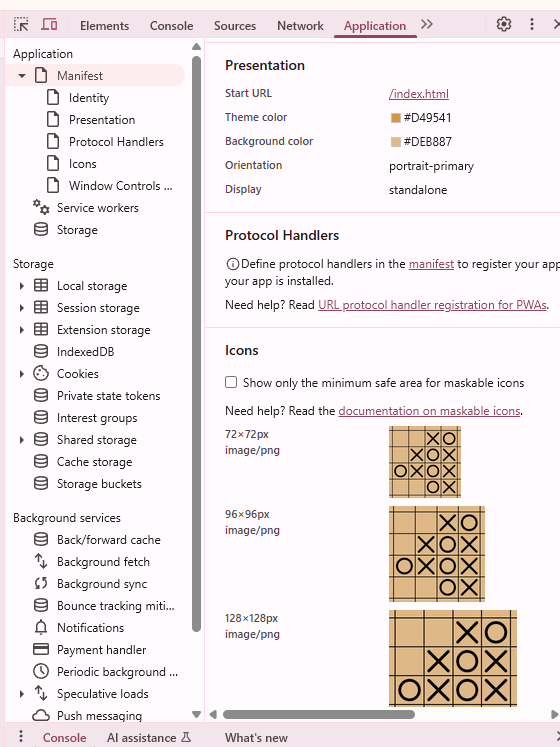 Elements Console Sources Network Application
Application
Manifest
Identity
Presentation
Protocol Handlers
Icons
Window Controls ...
Service workers
Storage
Storage
Local storage
Session storage
Extension storage
IndexedDB
Cookies
Private state tokens
Interest groups
Shared storage
Cache storage
Storage buckets
Background services
Back/forward cache
Background fetch
Background sync
Bounce tracking miti...
Notifications
Payment handler
Periodic background ...
Speculative loads
Push messaging
Presentation
Start URL /index.html
Theme color #D49541
Background color #DEB887
Orientation portrait-primary
Display standalone
Protocol Handlers
Define protocol handlers in the manifest to register your app
your app is installed.
Need help? Read URL protocol handler registration for PWAs.
Icons
Show only the minimum safe area for maskable icons
Need help? Read the documentation on maskable icons.
72×72px
image/png
96×96px
image/png
128×128px
image/png
Console AI assistance What's new